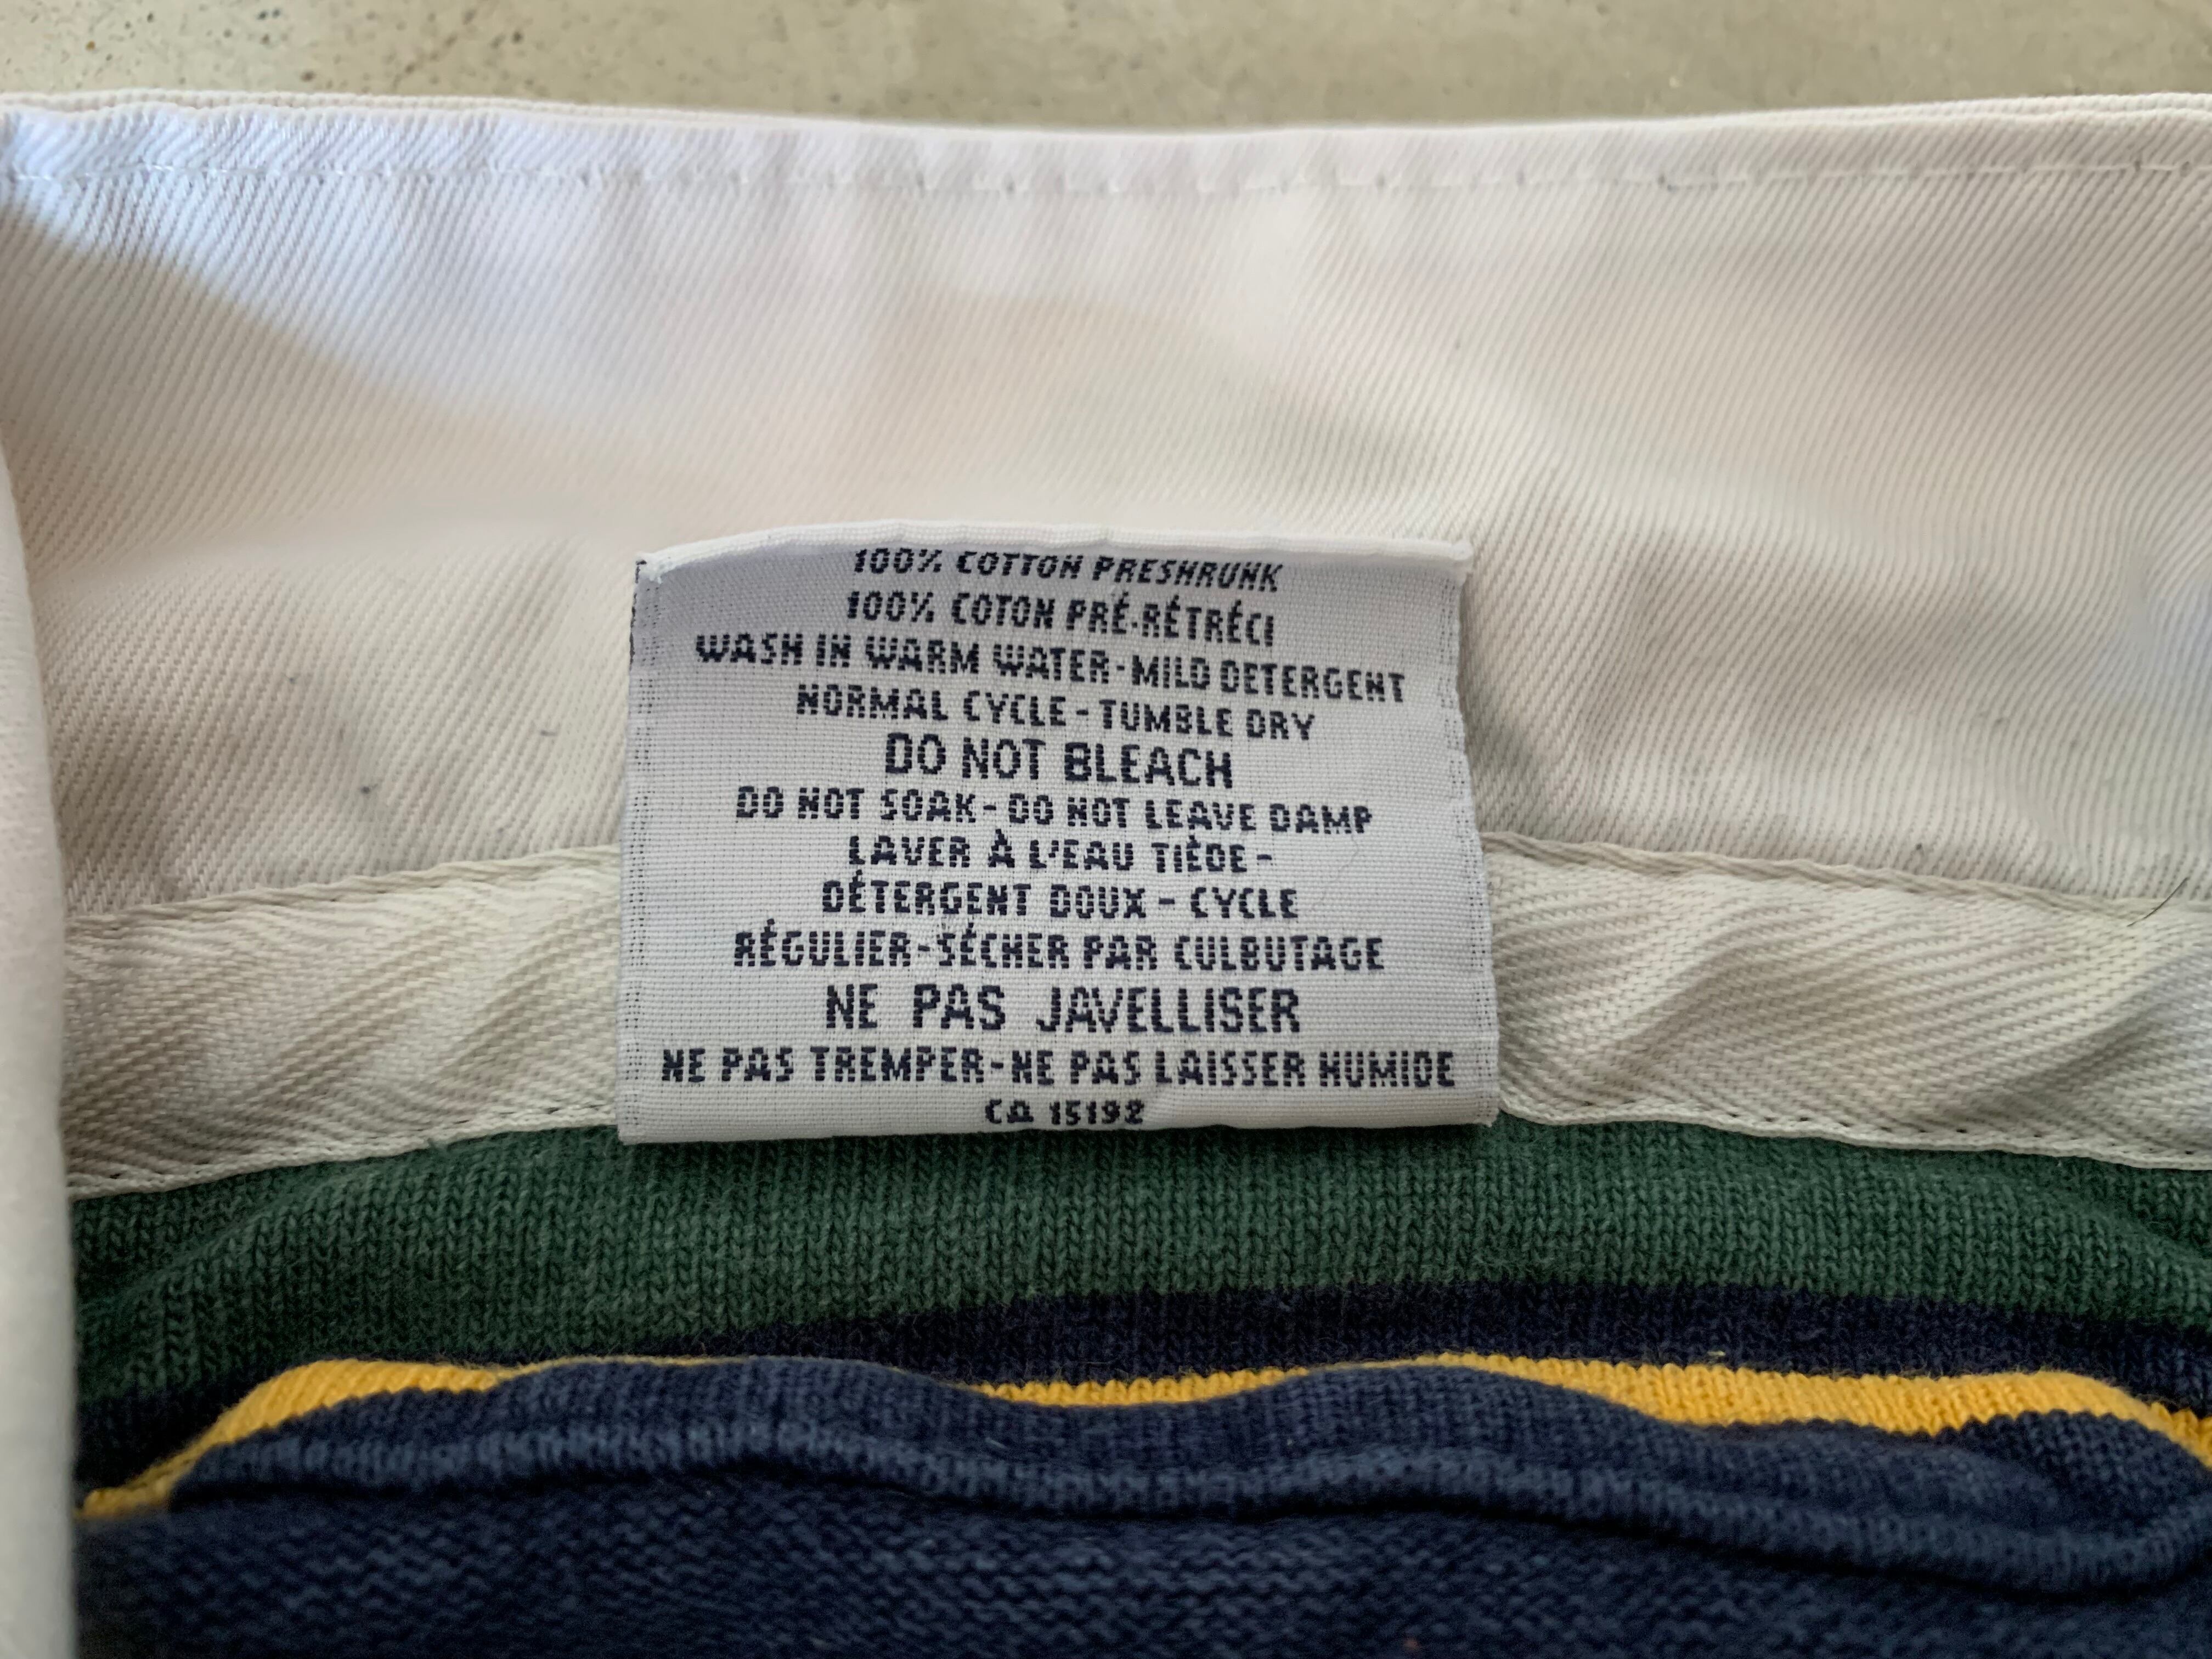 100% COTTON PRESHRUNK
100% COTON PRÉ-RÉTRÉCI
WASH IN WARM WATER-MILD DETERGENT
NORMAL CYCLE-TUMBLE DRY
DO NOT BLEACH
DO NOT SOAK-DO NOT LEAVE DAMP
LAVER À L'EAU TIÈDE-
DÉTERGENT DOUX-CYCLE
RÉGULIER-SÉCHER PAR CULBUTAGE
NE PAS JAVELLISER
NE PAS TREMPER-NE PAS LAISSER HUMIDE
CA 15192